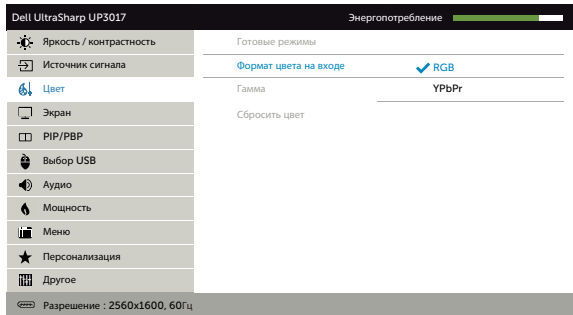 Dell UltraSharp UP3017 Энергопотребление
Яркость / контрастность Готовые режимы
Источник сигнала Формат цвета на входе RGB
Цвет Гамма YPbPr
Экран Сбросить цвет
PIP/PBP
Выбор USB
Аудио
Мощность
Меню
Персонализация
Другое
Разрешение : 2560x1600, 60Гц